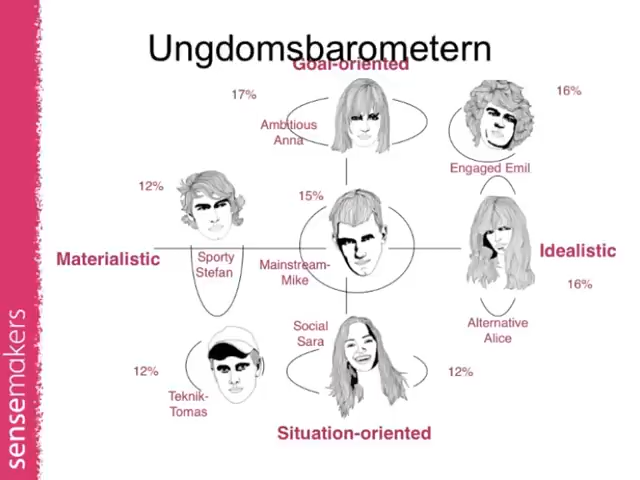 Ungdomsbarometern
Goal-oriented
17%
16%
Ambitious
Anna
Engaged Emil
12%
15%
Materialistic
Sporty
Stefan
Mainstream-
Mike
Idealistic
16%
Social
Sara
Alternative
Alice
12%
Teknik-
Tomas
12%
Situation-oriented
sensemakers